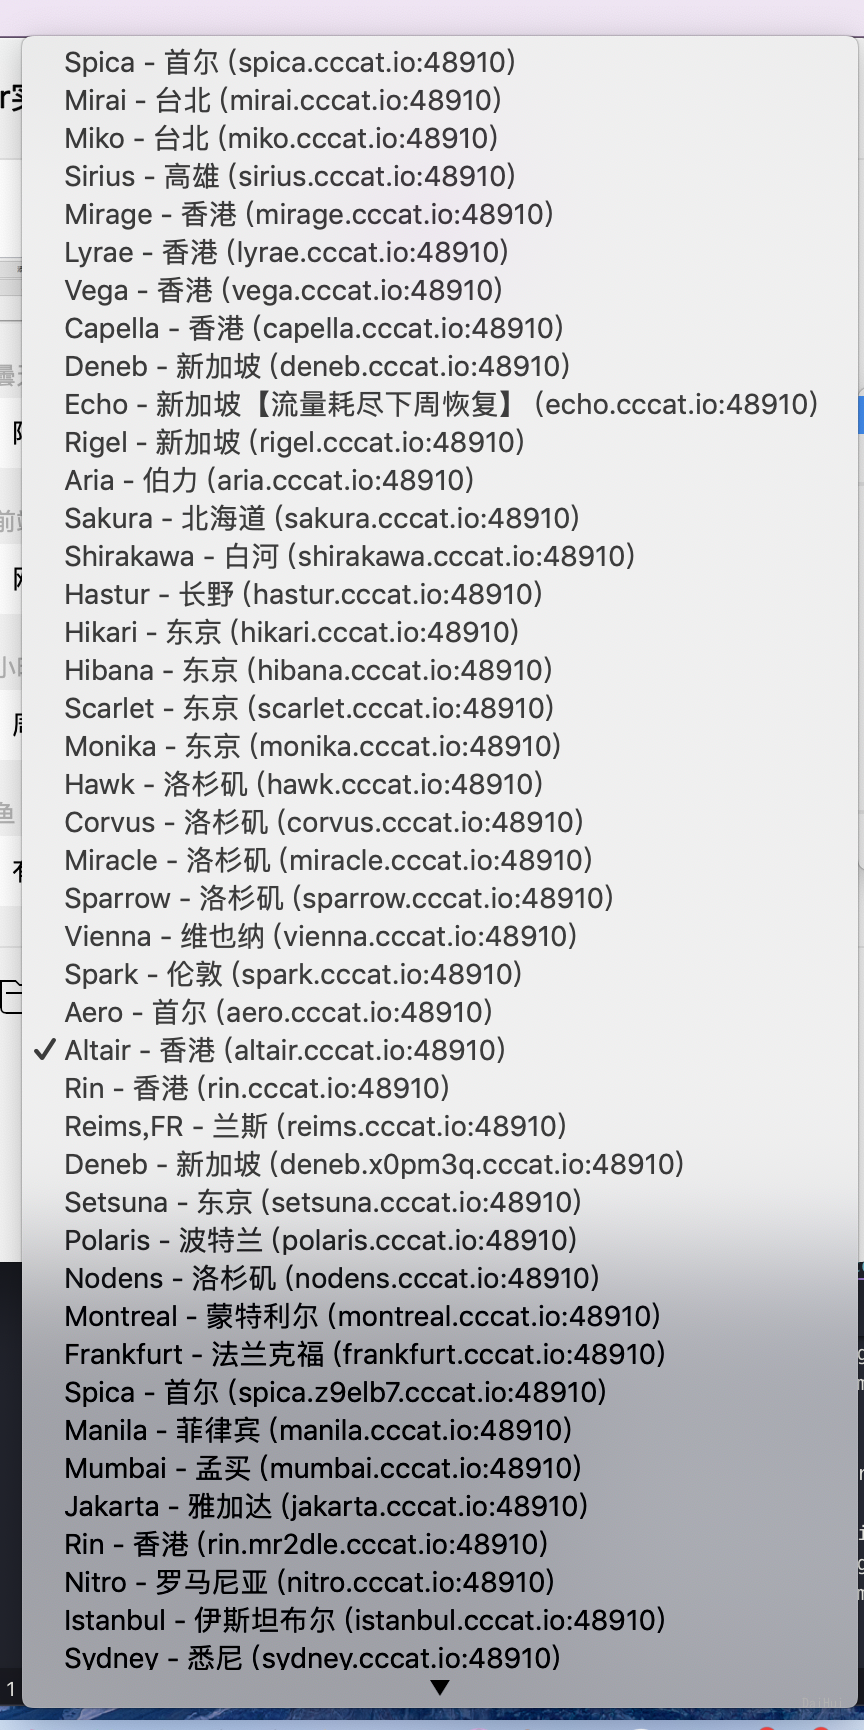 Spica - 首尔 (spica.cccat.io:48910)
Mirai - 台北 (mirai.cccat.io:48910)
Miko - 台北 (miko.cccat.io:48910)
Sirius - 高雄 (sirius.cccat.io:48910)
Mirage - 香港 (mirage.cccat.io:48910)
Lyrae - 香港 (lyrae.cccat.io:48910)
Vega - 香港 (vega.cccat.io:48910)
Capella - 香港 (capella.cccat.io:48910)
Deneb - 新加坡 (deneb.cccat.io:48910)
Echo - 新加坡【流量耗尽下周恢复】 (echo.cccat.io:48910)
Rigel - 新加坡 (rigel.cccat.io:48910)
Aria - 伯力 (aria.cccat.io:48910)
Sakura - 北海道 (sakura.cccat.io:48910)
Shirakawa - 白河 (shirakawa.cccat.io:48910)
Hastur - 长野 (hastur.cccat.io:48910)
Hikari - 东京 (hikari.cccat.io:48910)
Hibana - 东京 (hibana.cccat.io:48910)
Scarlet - 东京 (scarlet.cccat.io:48910)
Monika - 东京 (monika.cccat.io:48910)
Hawk - 洛杉矶 (hawk.cccat.io:48910)
Corvus - 洛杉矶 (corvus.cccat.io:48910)
Miracle - 洛杉矶 (miracle.cccat.io:48910)
Sparrow - 洛杉矶 (sparrow.cccat.io:48910)
Vienna - 维也纳 (vienna.cccat.io:48910)
Spark - 伦敦 (spark.cccat.io:48910)
Aero - 首尔 (aero.cccat.io:48910)
✓ Altair - 香港 (altair.cccat.io:48910)
Rin - 香港 (rin.cccat.io:48910)
Reims,FR - 兰斯 (reims.cccat.io:48910)
Deneb - 新加坡 (deneb.x0pm3q.cccat.io:48910)
Setsuna - 东京 (setsuna.cccat.io:48910)
Polaris - 波特兰 (polaris.cccat.io:48910)
Nodens - 洛杉矶 (nodens.cccat.io:48910)
Montreal - 蒙特利尔 (montreal.cccat.io:48910)
Frankfurt - 法兰克福 (frankfurt.cccat.io:48910)
Spica - 首尔 (spica.z9elb7.cccat.io:48910)
Manila - 菲律宾 (manila.cccat.io:48910)
Mumbai - 孟买 (mumbai.cccat.io:48910)
Jakarta - 雅加达 (jakarta.cccat.io:48910)
Rin - 香港 (rin.mr2dle.cccat.io:48910)
Nitro - 罗马尼亚 (nitro.cccat.io:48910)
Istanbul - 伊斯坦布尔 (istanbul.cccat.io:48910)
Sydney - 悉尼 (sydney.cccat.io:48910)
1